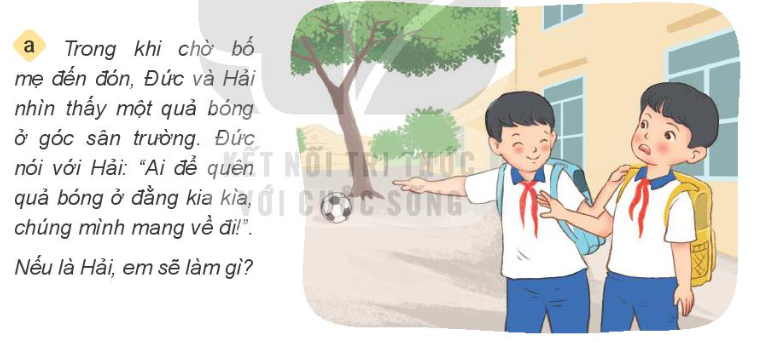 a Trong khi chờ bố
mẹ đến đón, Đức và Hải
nhìn thấy một quả bóng
ở góc sân trường. Đức
nói với Hải: “Ai để quên
quả bóng ở đằng kia kìa,
chúng mình mang về đi!”.
Nếu là Hải, em sẽ làm gì?
KẾT NỐI TRI THỨC
VỚI CUỘC SỐNG